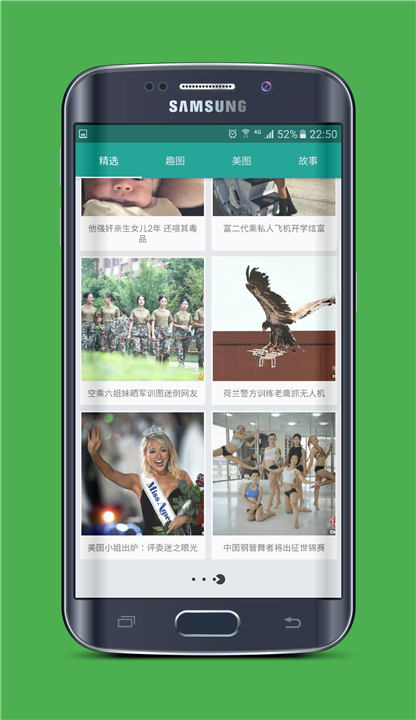 SAMSUNG
4G 52% 22:50
精选 趣图 美图 故事
他强奸亲生女儿2年 还喂其毒
品
富二代乘私人飞机开学炫富
空乘六姐妹晒军训图迷倒网友
荷兰警方训练老鹰抓无人机
Miss Ame
美国小姐出炉：评委迷之眼光
中国钢管舞者将出征世锦赛